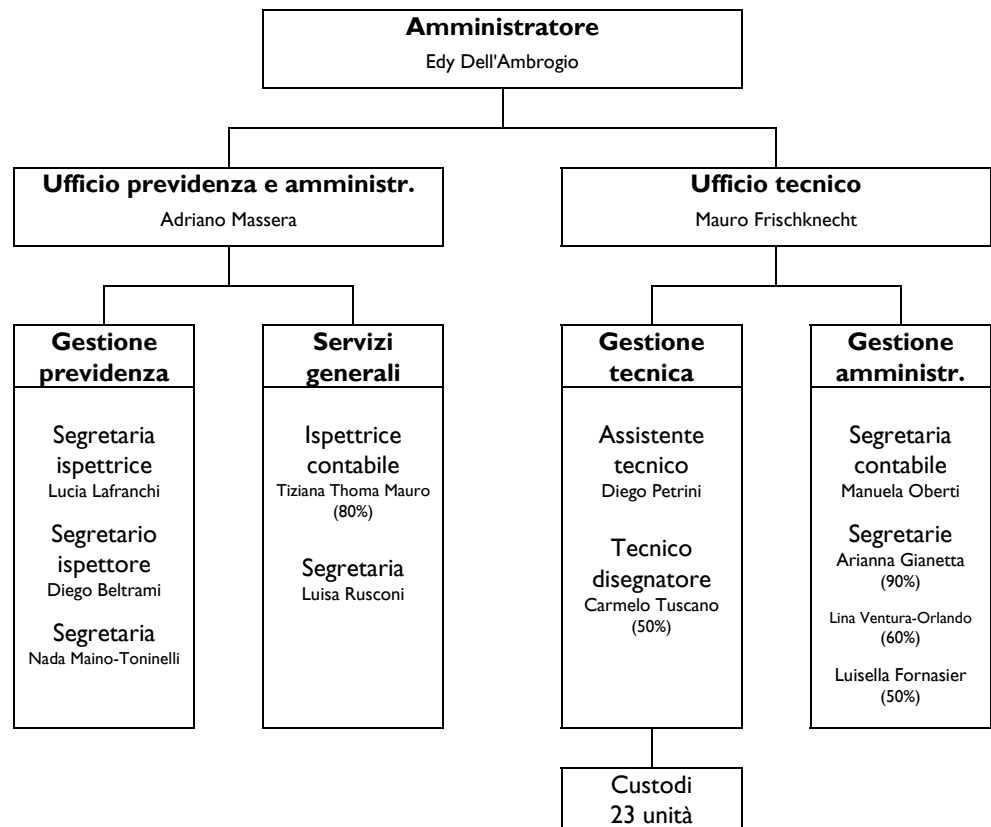 Amministratore
Edy Dell'Ambrogio
Ufficio previdenza e amministr.
Adriano Massera
Ufficio tecnico
Mauro Frischknecht
Gestione
previdenza
Segretaria
ispettrice
Lucia Lafranchi
Segretario
ispettore
Diego Beltrami
Segretaria
Nada Maino-Toninelli
Servizi
generali
Ispettrice
contabile
Tiziana Thoma Mauro
(80%)
Segretaria
Luisa Rusconi
Gestione
tecnica
Assistente
tecnico
Diego Petrini
Tecnico
disegnatore
Carmelo Tuscano
(50%)
Gestione
amministr.
Segretaria
contabile
Manuela Oberti
Segretarie
Arianna Gianetta
(90%)
Lina Ventura-Orlando
(60%)
Luisella Fornasier
(50%)
Custodi
23 unità